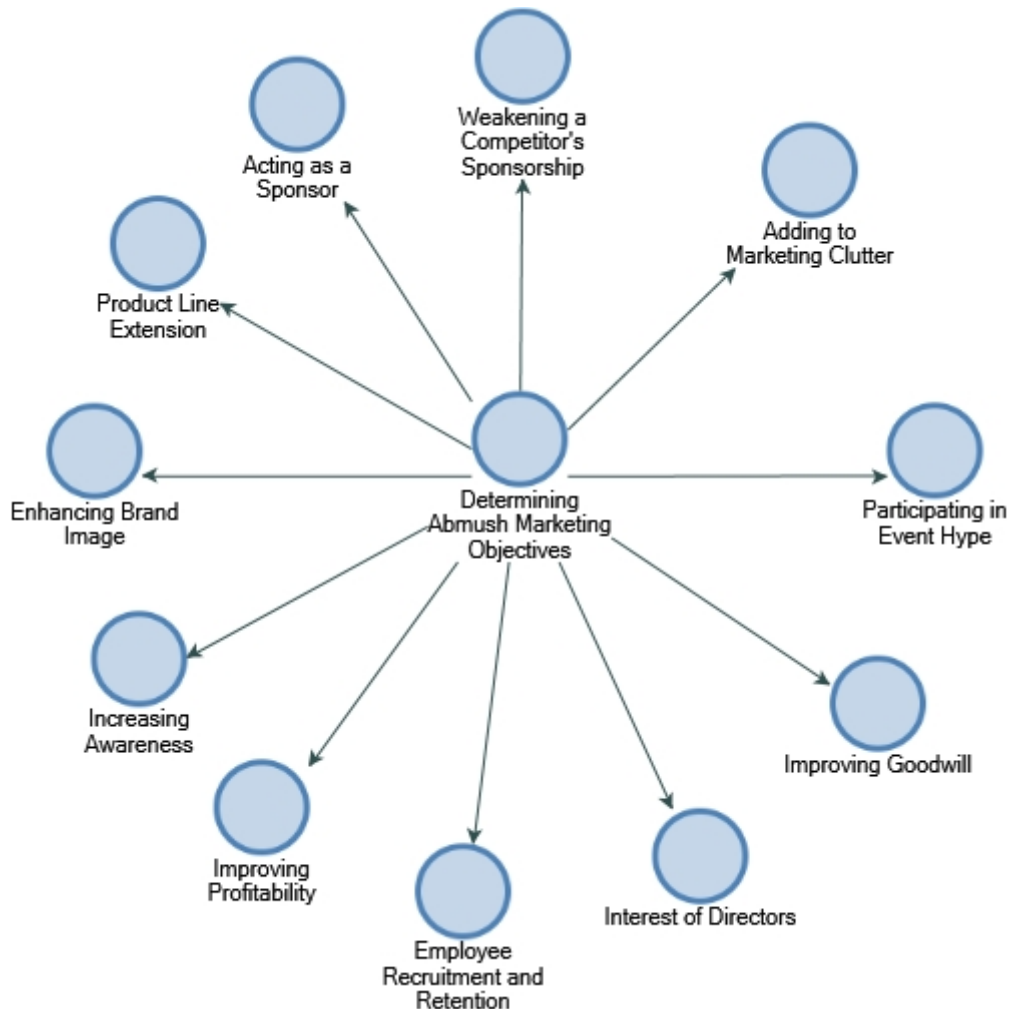 Weakening a
Competitor's
Sponsorship
Acting as a
Sponsor
Adding to
Marketing Clutter
Product Line
Extension
Enhancing Brand
Image
Determining
Abmush Marketing
Objectives
Participating in
Event Hype
Increasing
Awareness
Improving Goodwill
Improving
Profitability
Interest of Directors
Employee
Recruitment and
Retention